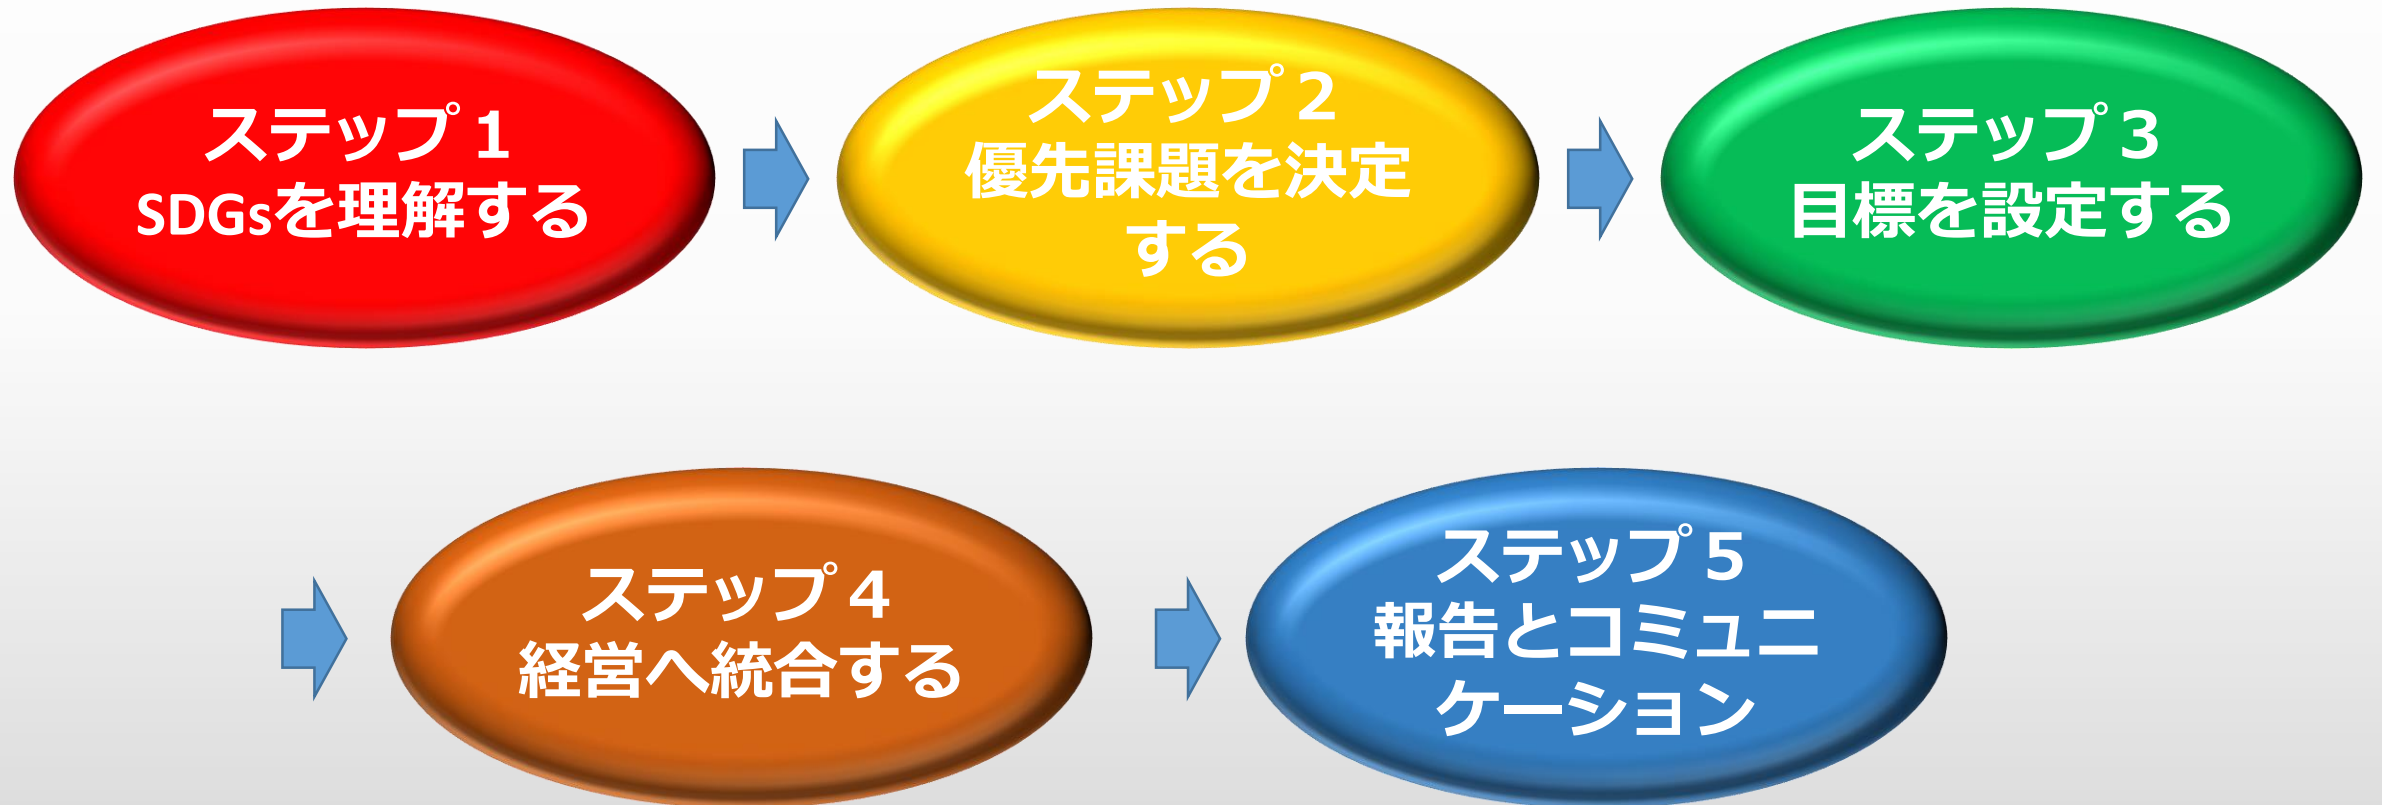 ステップ１
SDGsを理解する
ステップ２
優先課題を決定
する
ステップ３
目標を設定する
ステップ４
経営へ統合する
ステップ５
報告とコミュニ
ケーション